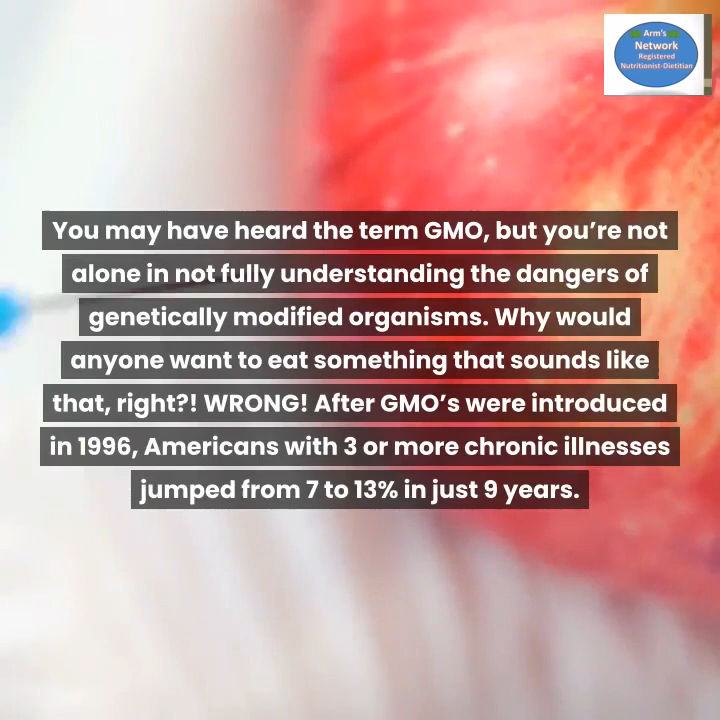 Arm's
Network
Registered
Nutritionist-Dietitian
You may have heard the term GMO, but you’re not
alone in not fully understanding the dangers of
genetically modified organisms. Why would
anyone want to eat something that sounds like
that, right?! WRONG! After GMO’s were introduced
in 1996, Americans with 3 or more chronic illnesses
jumped from 7 to 13% in just 9 years.